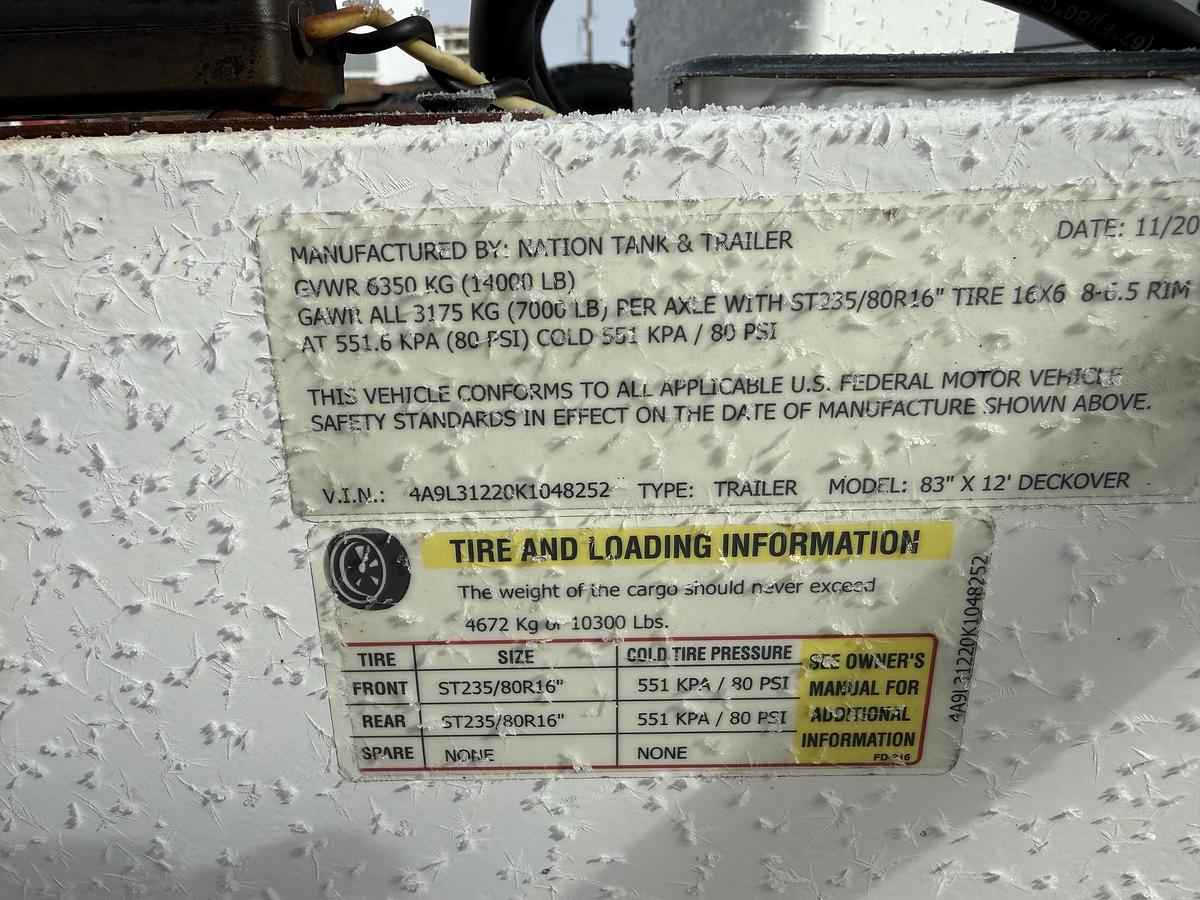 MANUFACTURED BY: NATION TANK & TRAILER DATE: 11/20
GVWR 6350 KG (14000 LB)
GAWR ALL 3175 KG (7000 LB) PER AXLE WITH ST235/80R16" TIRE 16X6 8-6.5 RIM
AT 551.6 KPA (80 PSI) COLD 551 KPA / 80 PSI
THIS VEHICLE CONFORMS TO ALL APPLICABLE U.S. FEDERAL MOTOR VEHICLE
SAFETY STANDARDS IN EFFECT ON THE DATE OF MANUFACTURE SHOWN ABOVE.
V.I.N.: 4A9L31220K1048252 TYPE: TRAILER MODEL: 83" X 12' DECKOVER
TIRE AND LOADING INFORMATION
The weight of the cargo should never exceed
4672 Kg or 10300 Lbs.
TIRE SIZE COLD TIRE PRESSURE
FRONT ST235/80R16" 551 KPA / 80 PSI
REAR ST235/80R16" 551 KPA / 80 PSI
SPARE NONE NONE
SEE OWNER'S
MANUAL FOR
ADDITIONAL
INFORMATION
4A9L31220K1048252